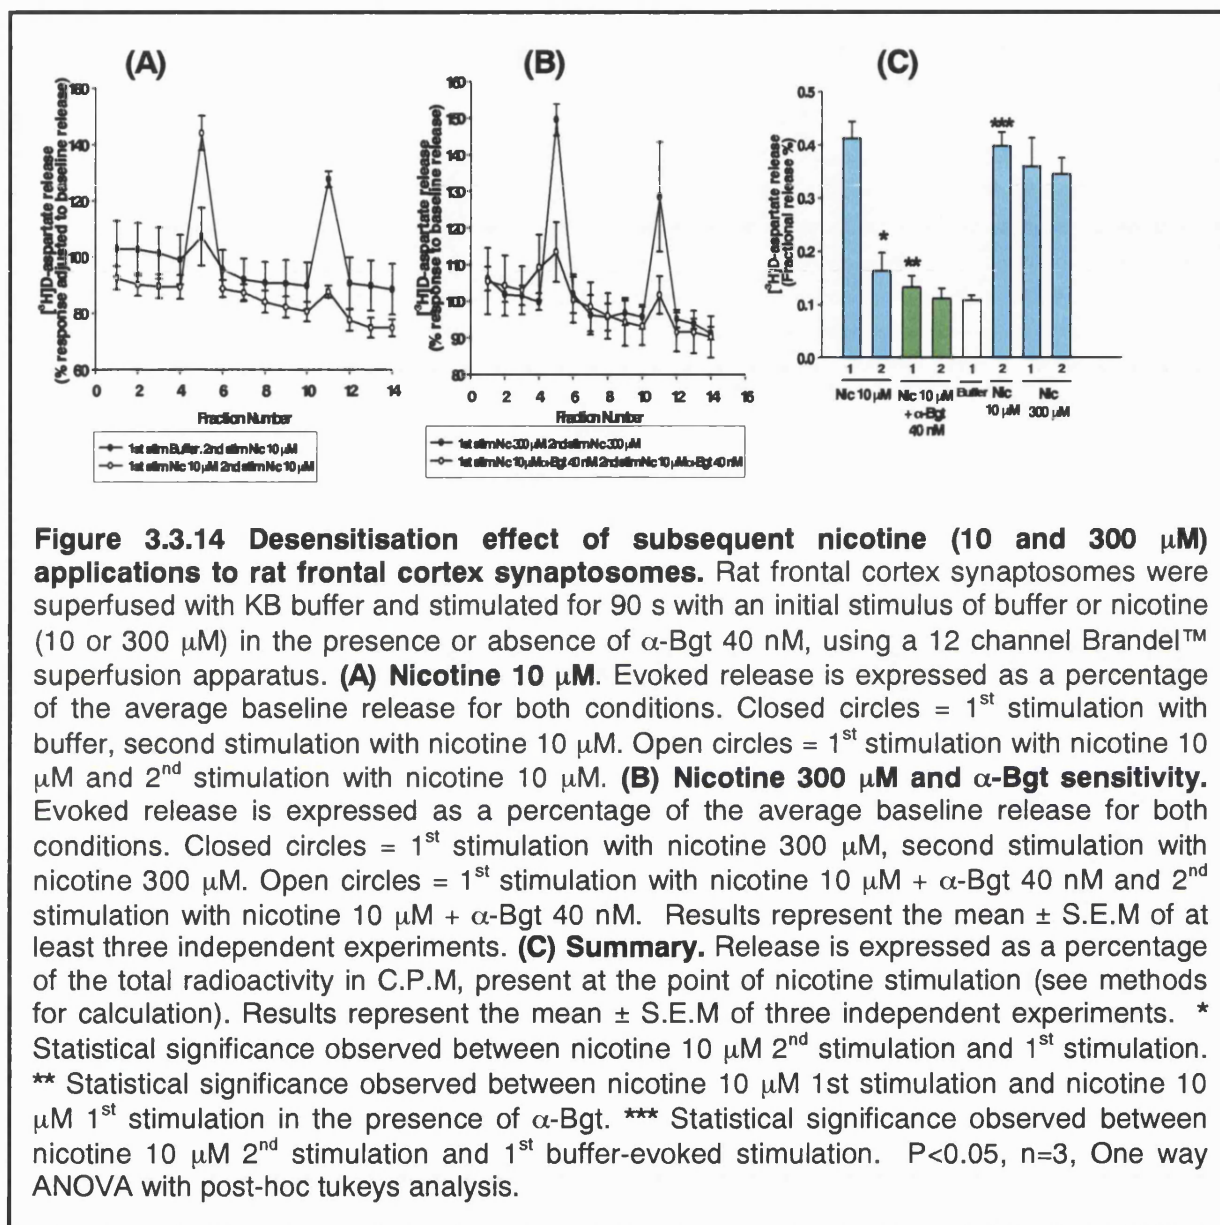 (A)
(B)
(C)
[³H]D-aspartate release
(% response adjusted to baseline release)
160
140
120
100
80
60
0 2 4 6 8 10 12 14
Fraction Number
1st stim Buffer. 2nd stim Nic 10 µM
1st stim Nic 10 µM 2nd stim Nic 10 µM
[³H]D-aspartate release
(% response to baseline release)
160
150
140
130
120
110
100
90
80
0 2 4 6 8 10 12 14 16
Fraction Number
1st stim Nic 300 µM 2nd stim Nic 300 µM
1st stim Nic 10 µM α-Bgt 40 nM 2nd stim Nic 10 µM α-Bgt 40 nM
[³H]D-aspartate release
(Fractional release %)
0.5
0.4
0.3
0.2
0.1
0.0
* ** ***
1 2 1 2 1 2 1 2
Nic 10 µM
Nic 10 µM
+ α-Bgt
40 nM
Buffer
Nic
10 µM
Nic
300 µM
Figure 3.3.14 Desensitisation effect of subsequent nicotine (10 and 300 µM)
applications to rat frontal cortex synaptosomes. Rat frontal cortex synaptosomes were
superfused with KB buffer and stimulated for 90 s with an initial stimulus of buffer or nicotine
(10 or 300 µM) in the presence or absence of α-Bgt 40 nM, using a 12 channel Brandel™
superfusion apparatus. (A) Nicotine 10 µM. Evoked release is expressed as a percentage
of the average baseline release for both conditions. Closed circles = 1st stimulation with
buffer, second stimulation with nicotine 10 µM. Open circles = 1st stimulation with nicotine 10
µM and 2nd stimulation with nicotine 10 µM. (B) Nicotine 300 µM and α-Bgt sensitivity.
Evoked release is expressed as a percentage of the average baseline release for both
conditions. Closed circles = 1st stimulation with nicotine 300 µM, second stimulation with
nicotine 300 µM. Open circles = 1st stimulation with nicotine 10 µM + α-Bgt 40 nM and 2nd
stimulation with nicotine 10 µM + α-Bgt 40 nM. Results represent the mean ± S.E.M of at
least three independent experiments. (C) Summary. Release is expressed as a percentage
of the total radioactivity in C.P.M, present at the point of nicotine stimulation (see methods
for calculation). Results represent the mean ± S.E.M of three independent experiments. *
Statistical significance observed between nicotine 10 µM 2nd stimulation and 1st stimulation.
** Statistical significance observed between nicotine 10 µM 1st stimulation and nicotine 10
µM 1st stimulation in the presence of α-Bgt. *** Statistical significance observed between
nicotine 10 µM 2nd stimulation and 1st buffer-evoked stimulation. P<0.05, n=3, One way
ANOVA with post-hoc tukeys analysis.